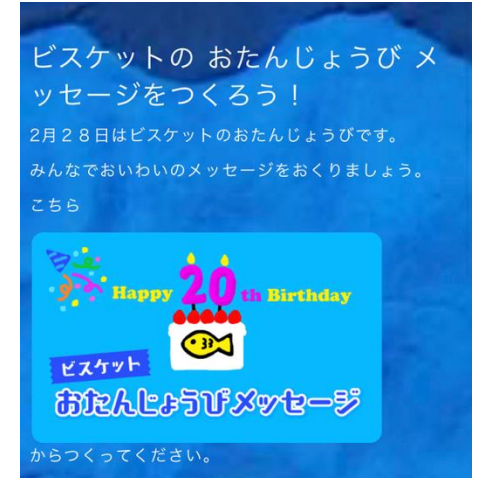 ビスケットの おたんじょうび メ
ッセージをつくろう！
2月２８日はビスケットのおたんじょうびです。
みんなでおいわいのメッセージをおくりましょう。
こちら
Happy 20 th Birthday
ビスケット
おたんじょうびメッセージ
からつくってください。